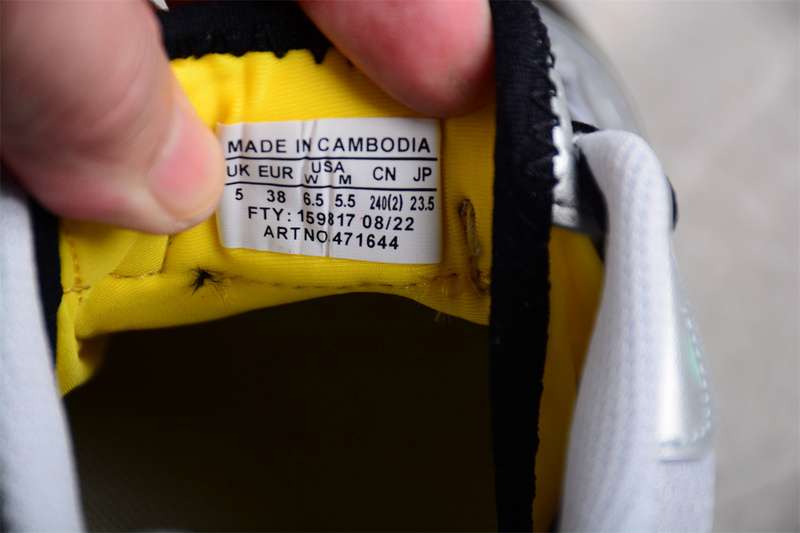 MADE IN CAMBODIA
UK EUR USA W M CN JP
5 38 6.5 5.5 240(2) 23.5
FTY: 159817 08/22
ARTNO 471644